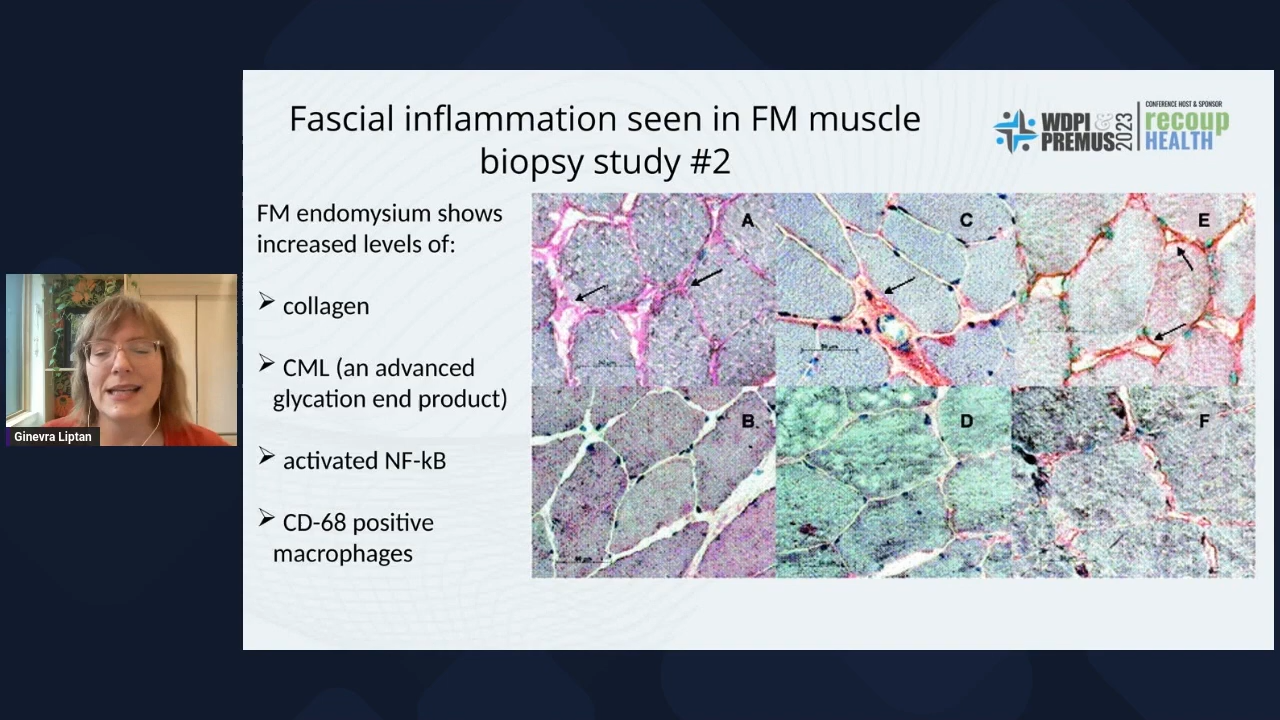 Fascial inflammation seen in FM muscle
biopsy study #2
WDPI &
PREMUS
2023
CONFERENCE HOST & SPONSOR
recoup
HEALTH
FM endomysium shows
increased levels of:
collagen
CML (an advanced
glycation end product)
activated NF-kB
CD-68 positive
macrophages
A
C
E
B
D
F
Ginevra Liptan